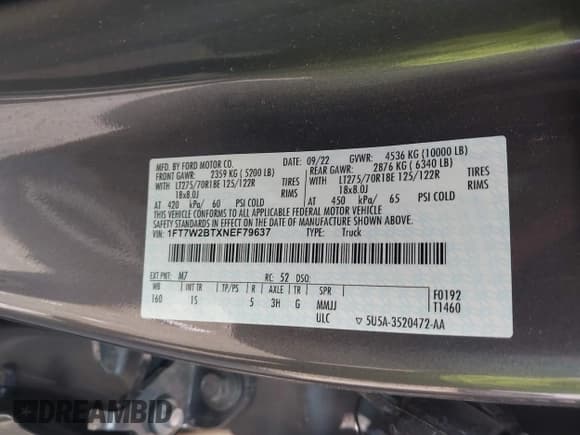 MFD. BY FORD MOTOR CO.
DATE: 09/22 GVWR: 4536 KG (10000 LB)
FRONT GAWR: 2359 KG (5200 LB) REAR GAWR: 2876 KG (6340 LB)
WITH LT275/70R18E 125/122R TIRES WITH LT275/70R18E 125/122R TIRES
18x8.0J RIMS 18x8.0J RIMS
AT 420 kPa/ 60 PSI COLD AT 450 kPa/ 65 PSI COLD
THIS VEHICLE CONFORMS TO ALL APPLICABLE FEDERAL MOTOR VEHICLE
SAFETY STANDARDS IN EFFECT ON THE DATE OF MANUFACTURE SHOWN ABOVE.
VIN: 1FT7W2BTXNEF79637 TYPE: Truck
EXT PNT: M7 RC: 52 DSO:
WB INT TR TP/PS R AXLE TR SPR
160 IS 5 3H G MMJJ
ULC
F0192
T1460
▽ 5U5A-3520472-AA
DREAMBID